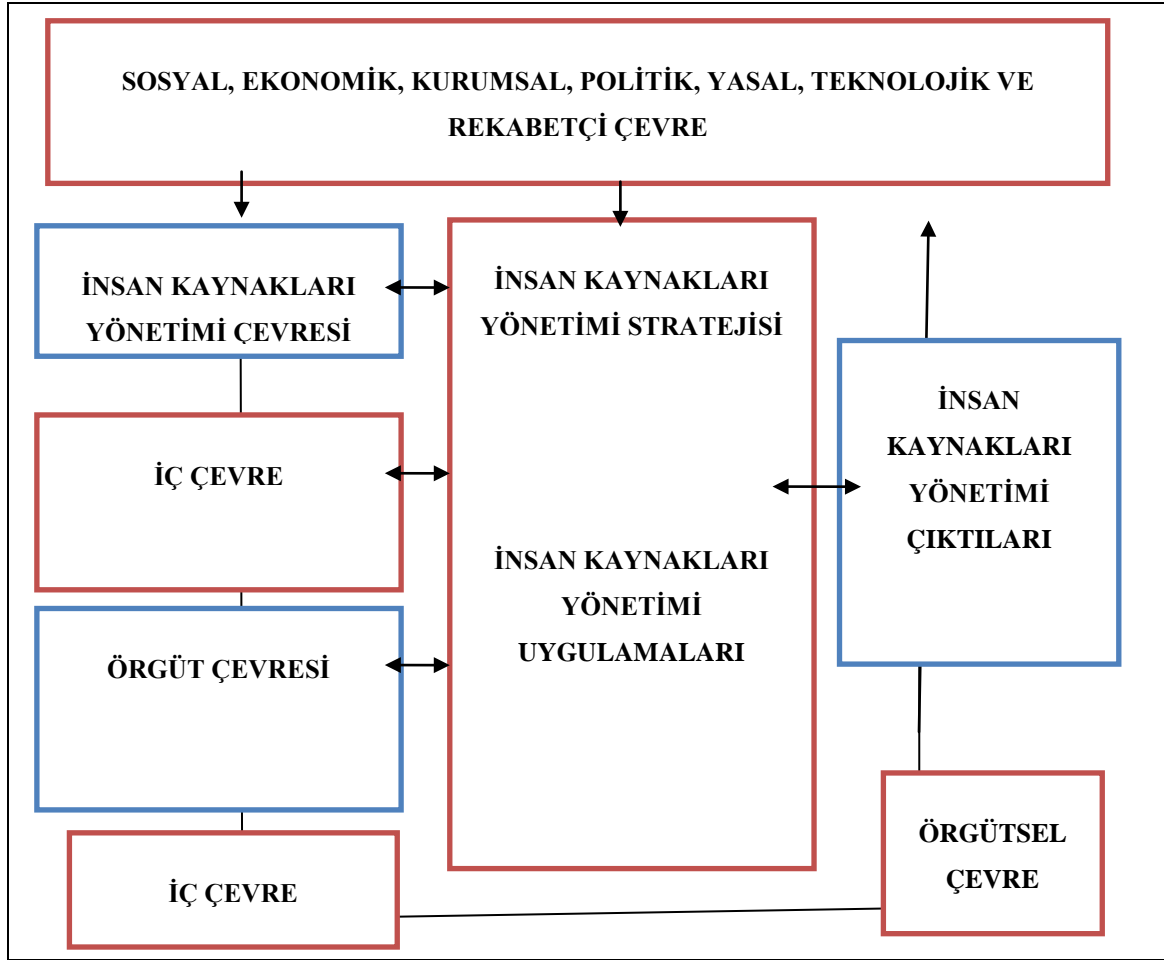 SOSYAL, EKONOMİK, KURUMSAL, POLİTİK, YASAL, TEKNOLOJİK VE
REKABETÇİ ÇEVRE
İNSAN KAYNAKLARI
YÖNETİMİ ÇEVRESİ
İÇ ÇEVRE
ÖRGÜT ÇEVRESİ
İÇ ÇEVRE
İNSAN KAYNAKLARI
YÖNETİMİ STRATEJİSİ
İNSAN KAYNAKLARI
YÖNETİMİ
UYGULAMALARI
İNSAN
KAYNAKLARI
YÖNETİMİ
ÇIKTILARI
ÖRGÜTSEL
ÇEVRE